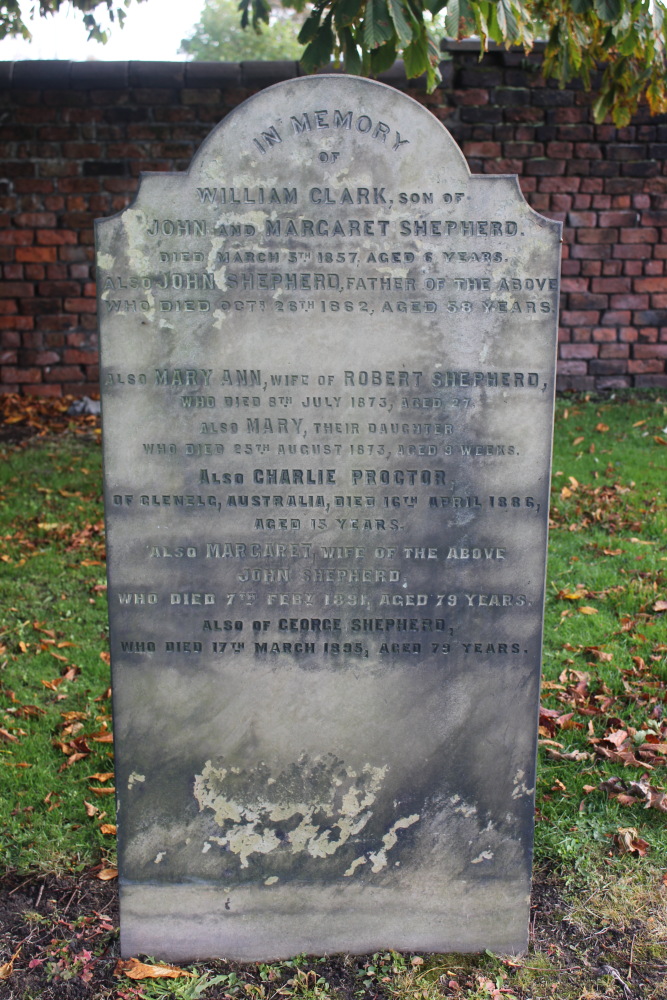 IN MEMORY
OF
WILLIAM CLARK, SON OF
JOHN AND MARGARET SHEPHERD.
DIED MARCH 5TH 1857, AGED 6 YEARS.
ALSO JOHN SHEPHERD, FATHER OF THE ABOVE
WHO DIED OCTR 26TH 1862, AGED 58 YEARS.
ALSO MARY ANN, WIFE OF ROBERT SHEPHERD,
WHO DIED 8TH JULY 1873, AGED 27.
ALSO MARY, THEIR DAUGHTER
WHO DIED 25TH AUGUST 1873, AGED 9 WEEKS.
ALSO CHARLIE PROCTOR,
OF GLENELG, AUSTRALIA, DIED 16TH APRIL 1886,
AGED 15 YEARS.
ALSO MARGARET, WIFE OF THE ABOVE
JOHN SHEPHERD,
WHO DIED 7TH FEBY 1891, AGED 79 YEARS.
ALSO OF GEORGE SHEPHERD,
WHO DIED 17TH MARCH 1895, AGED 79 YEARS.